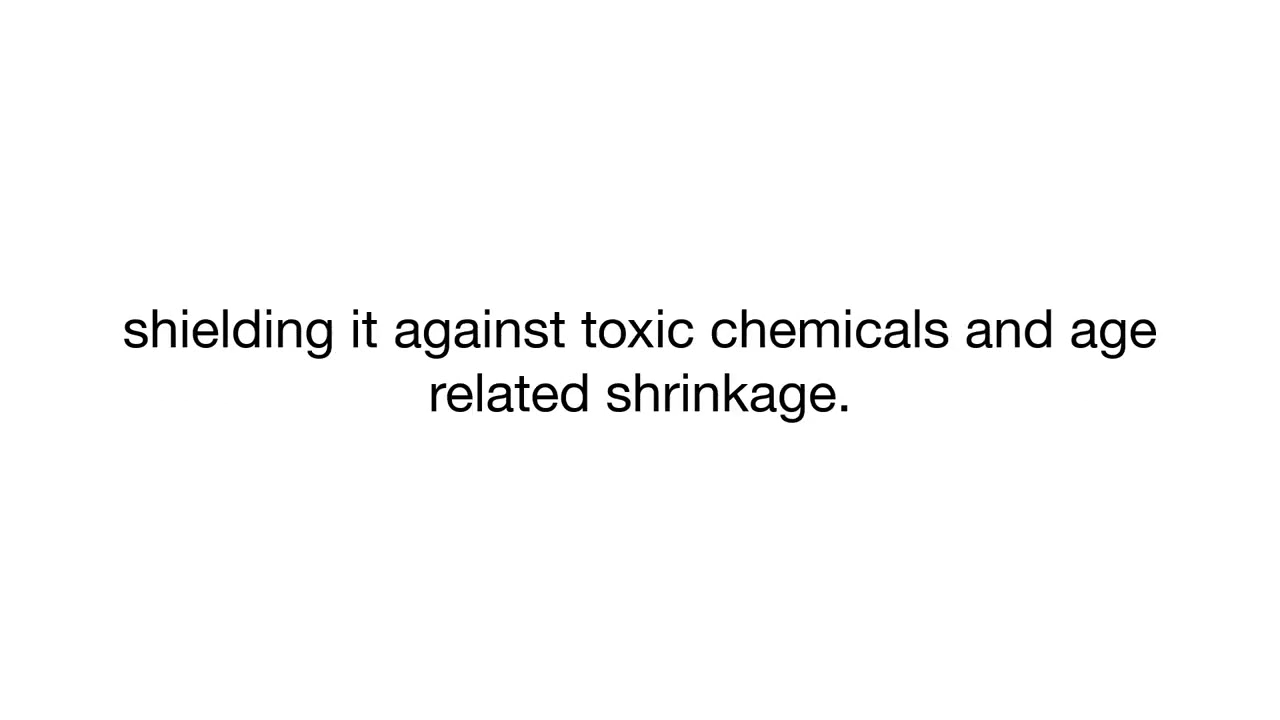 shielding it against toxic chemicals and age
related shrinkage.